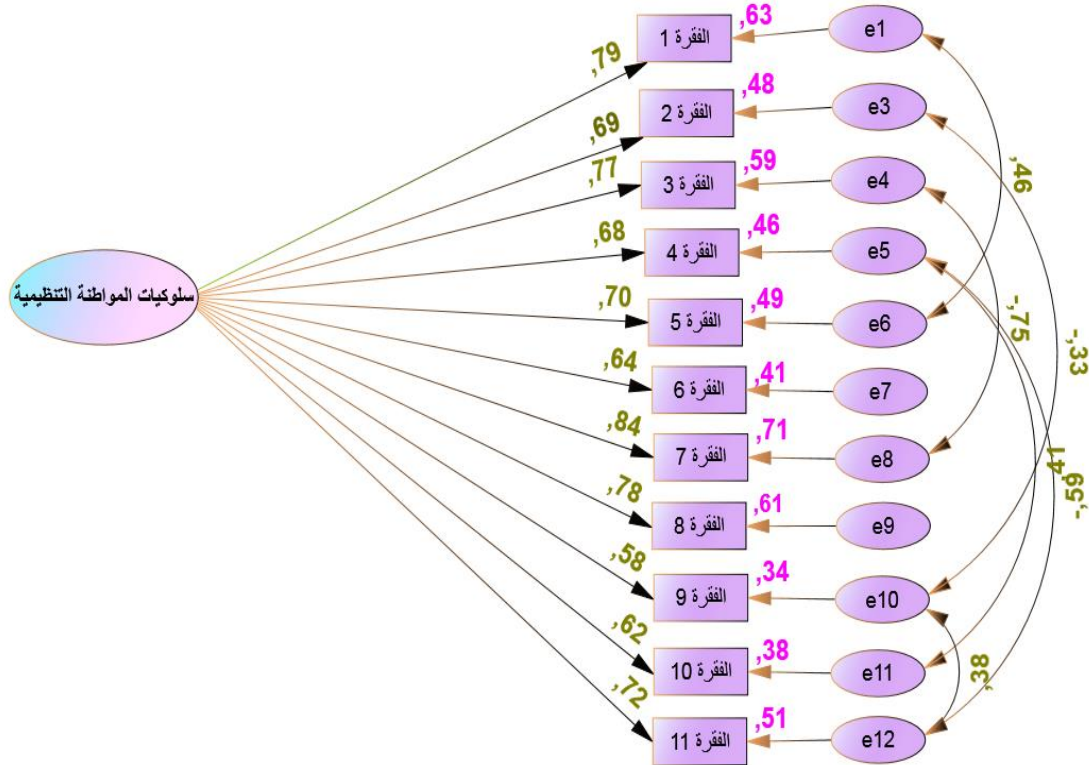 سلوكيات المواطنة التنظيمية
,79
الفقرة 1
,63
e1
,69
الفقرة 2
,48
e3
,77
الفقرة 3
,59
e4
,68
الفقرة 4
,46
e5
,70
الفقرة 5
,49
e6
,64
الفقرة 6
,41
e7
,84
الفقرة 7
,71
e8
,78
الفقرة 8
,61
e9
,58
الفقرة 9
,34
e10
,62
الفقرة 10
,38
e11
,72
الفقرة 11
,51
e12
,46
-,75
-,33
,41
-,59
,38